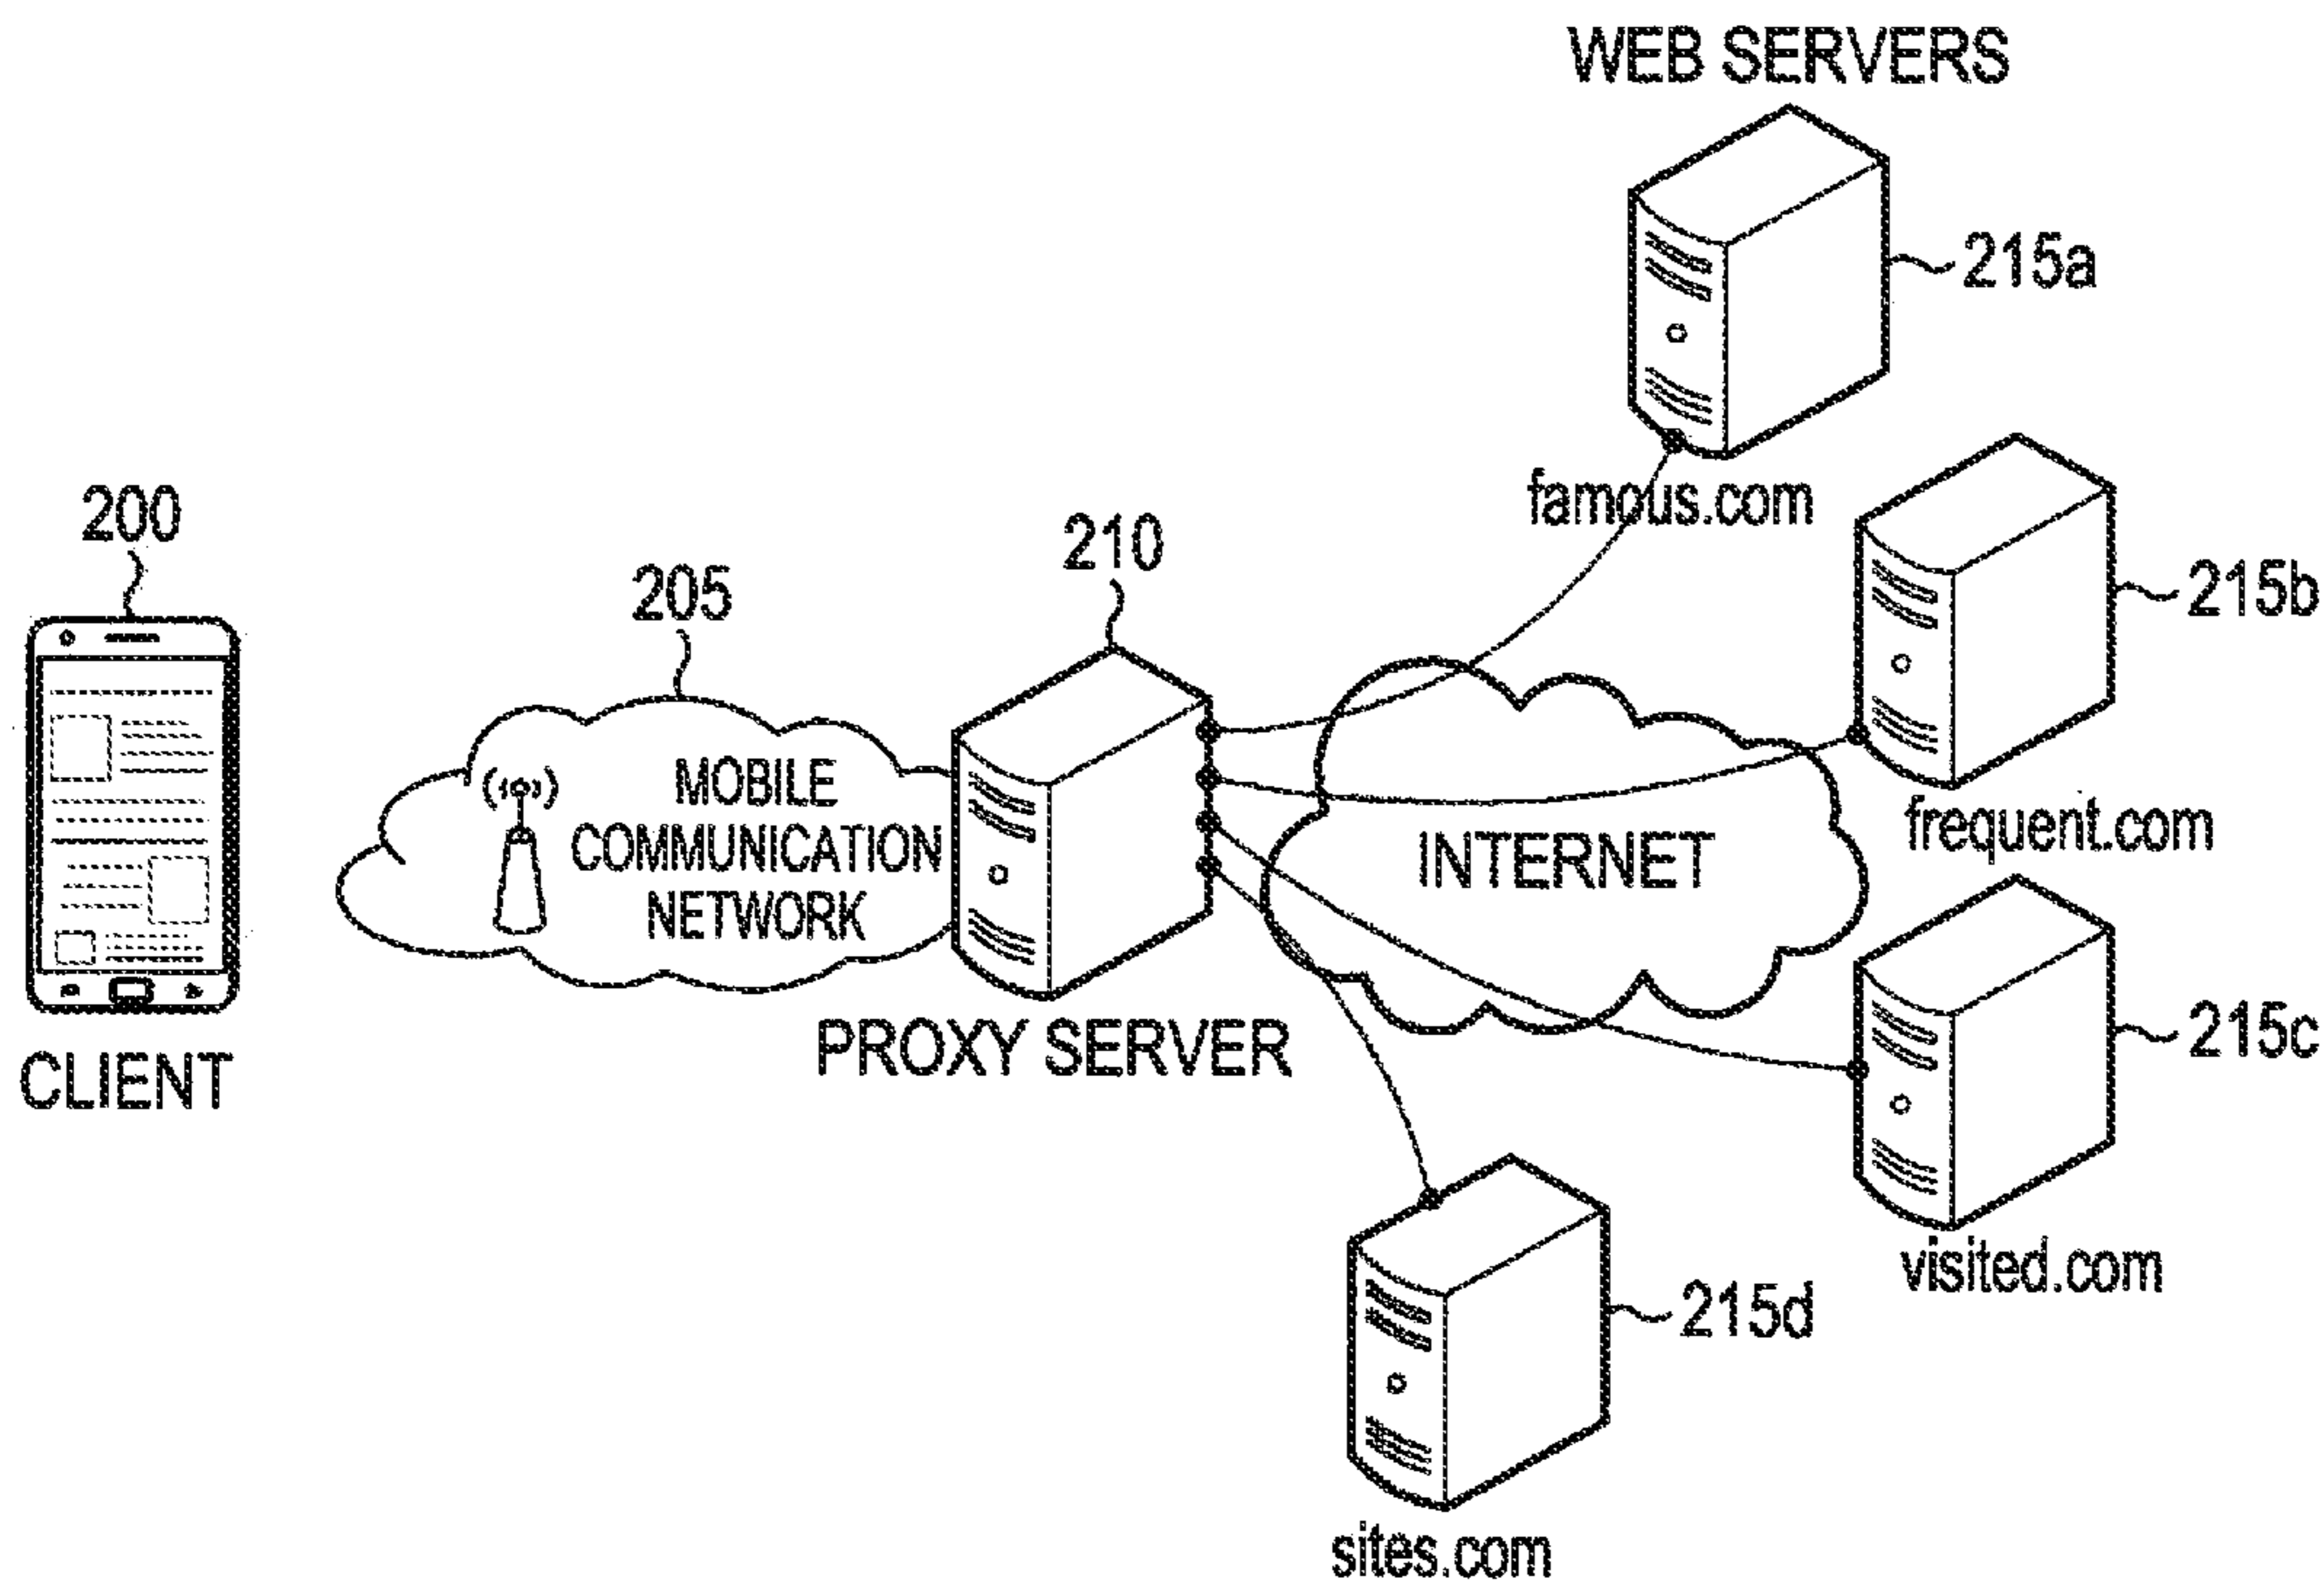 WEB SERVERS
215a
famous.com
200
210
205
215b
MOBILE
COMMUNICATION
NETWORK
INTERNET
frequent.com
PROXY SERVER
CLIENT
215c
visited.com
215d
sites.com